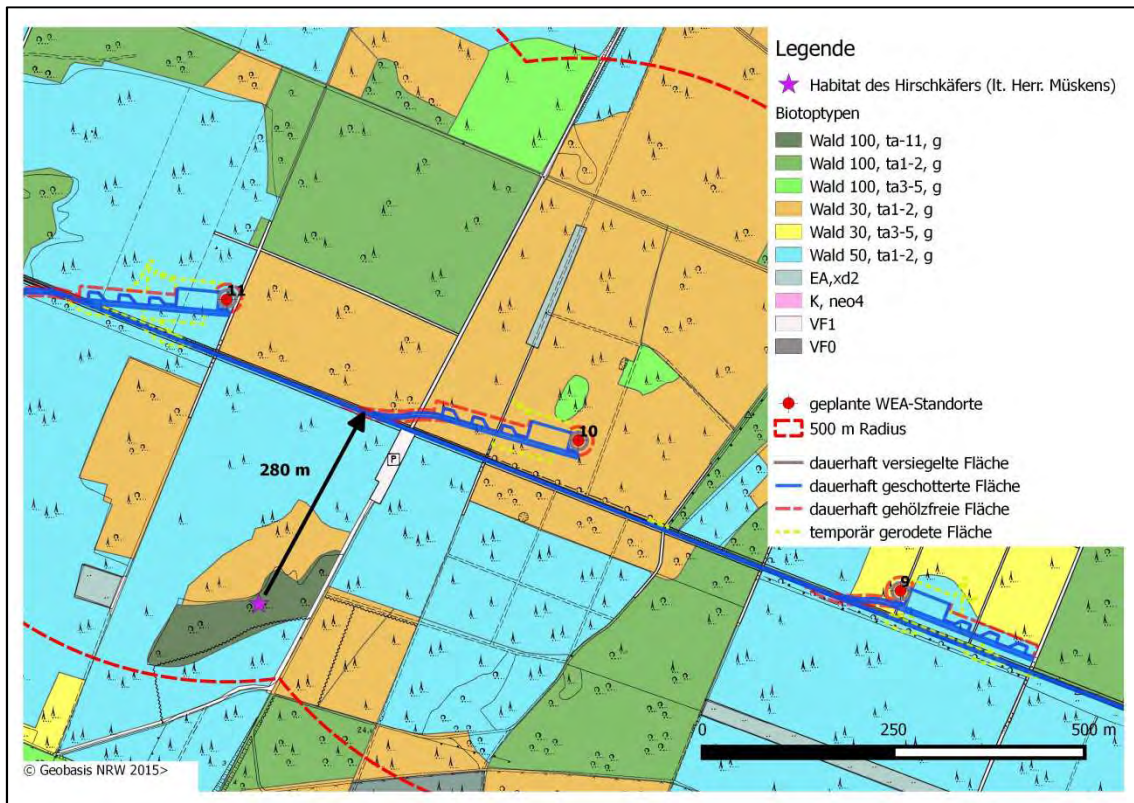 Legende
Habitat des Hirschkäfers (lt. Herr. Müskens)
Biotoptypen
Wald 100, ta-11, g
Wald 100, ta1-2, g
Wald 100, ta3-5, g
Wald 30, ta1-2, g
Wald 30, ta3-5, g
Wald 50, ta1-2, g
EA,xd2
K, neo4
VF1
VF0
geplante WEA-Standorte
500 m Radius
dauerhaft versiegelte Fläche
dauerhaft geschotterte Fläche
dauerhaft gehölzfreie Fläche
temporär gerodete Fläche
11
10
P
280 m
9
0
250
500 m
© Geobasis NRW 2015>